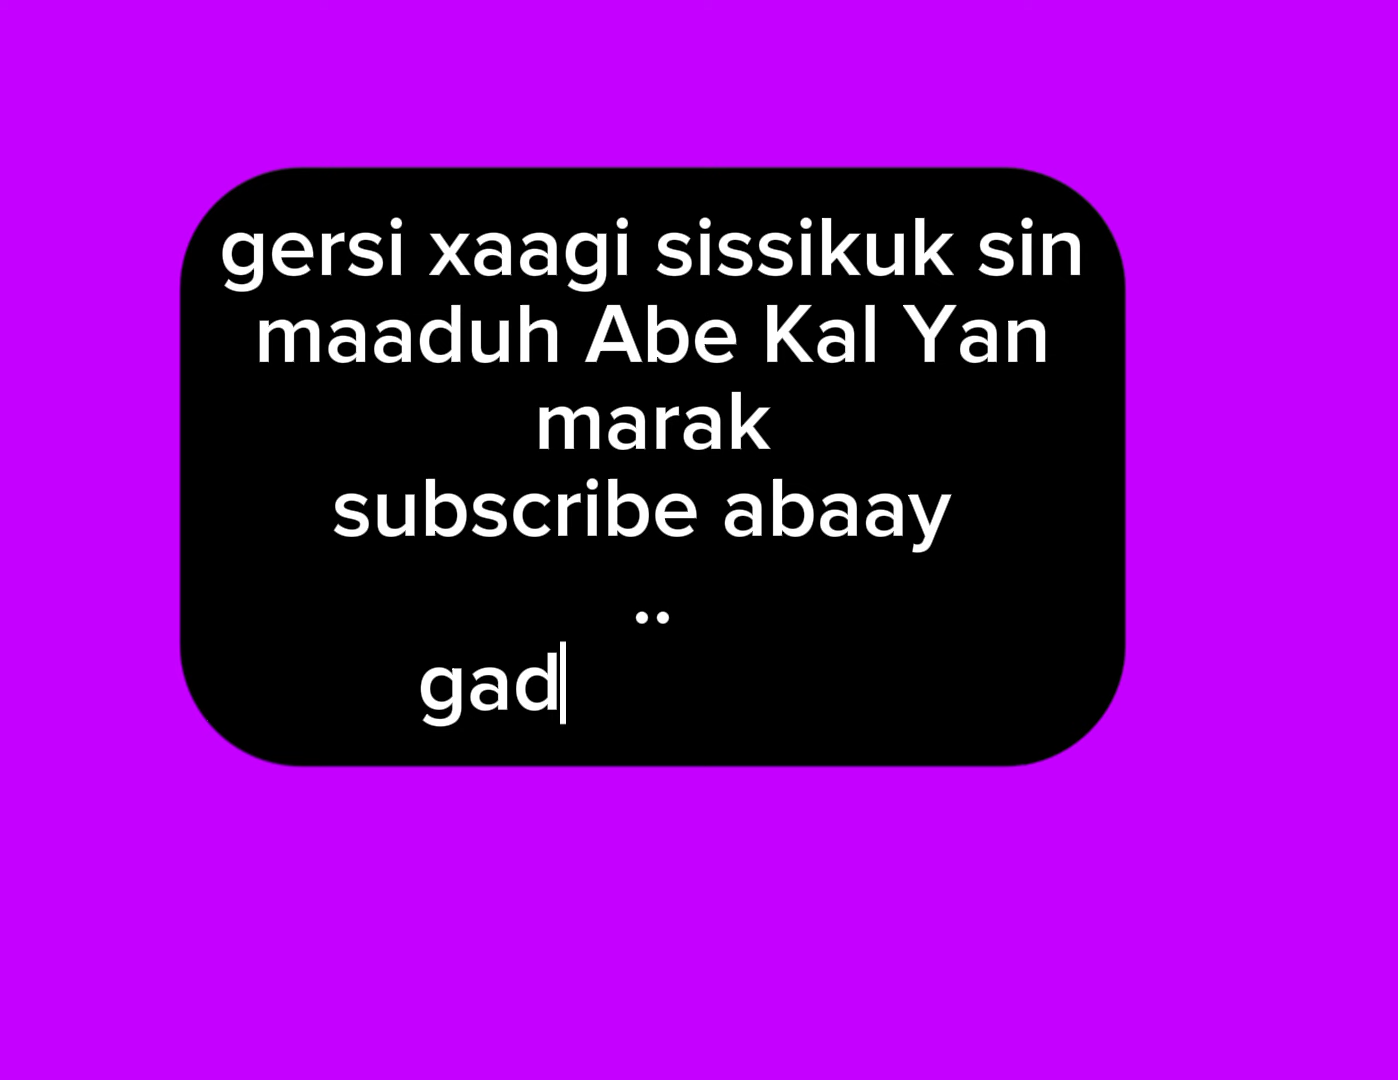 gersi xaagi sissikuk sin
maaduh Abe Kal Yan
marak
subscribe abaay
..
gad